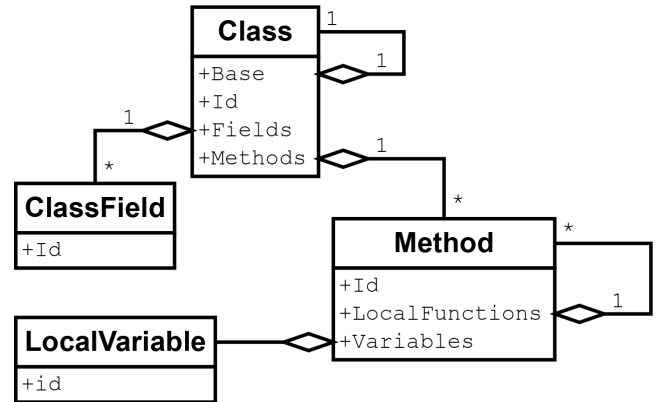 Class
+Base
+Id
+Fields
+Methods
1
1
1
*
1
*
ClassField
+Id
Method
+Id
+LocalFunctions
+Variables
*
1
LocalVariable
+id